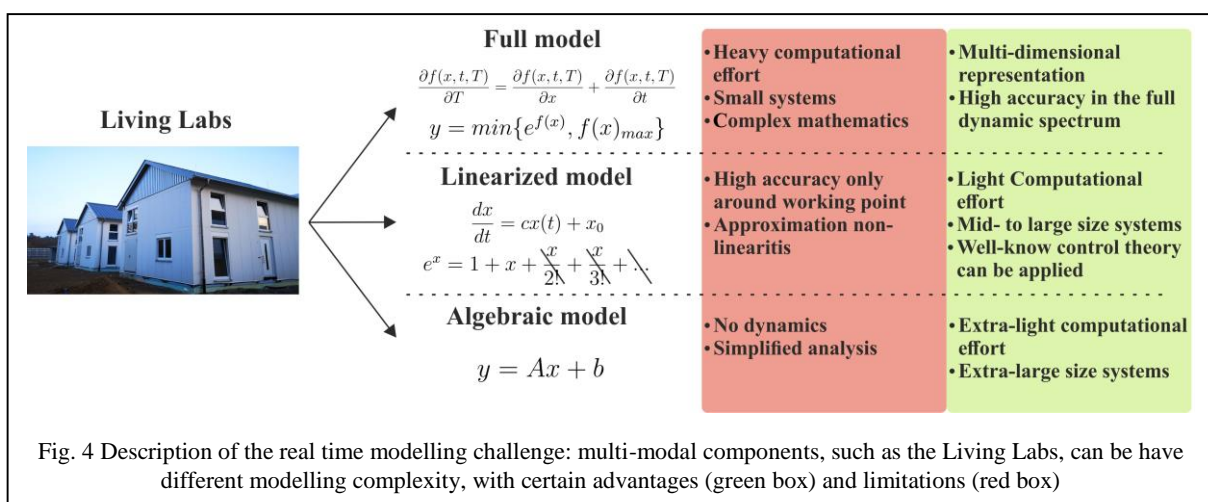 Living Labs
Full model
∂f(x, t, T)/∂T = ∂f(x, t, T)/∂x + ∂f(x, t, T)/∂t
y = min{e^f(x), f(x)_max}
• Heavy computational
effort
• Small systems
• Complex mathematics
• Multi-dimensional
representation
• High accuracy in the full
dynamic spectrum
Linearized model
dx/dt = cx(t) + x_0
e^x = 1 + x + x/2! + x/3! + ...
• High accuracy only
around working point
• Approximation non-
linearitis
• Light Computational
effort
• Mid- to large size systems
• Well-know control theory
can be applied
Algebraic model
y = Ax + b
• No dynamics
• Simplified analysis
• Extra-light computational
effort
• Extra-large size systems
Fig. 4 Description of the real time modelling challenge: multi-modal components, such as the Living Labs, can be have
different modelling complexity, with certain advantages (green box) and limitations (red box)